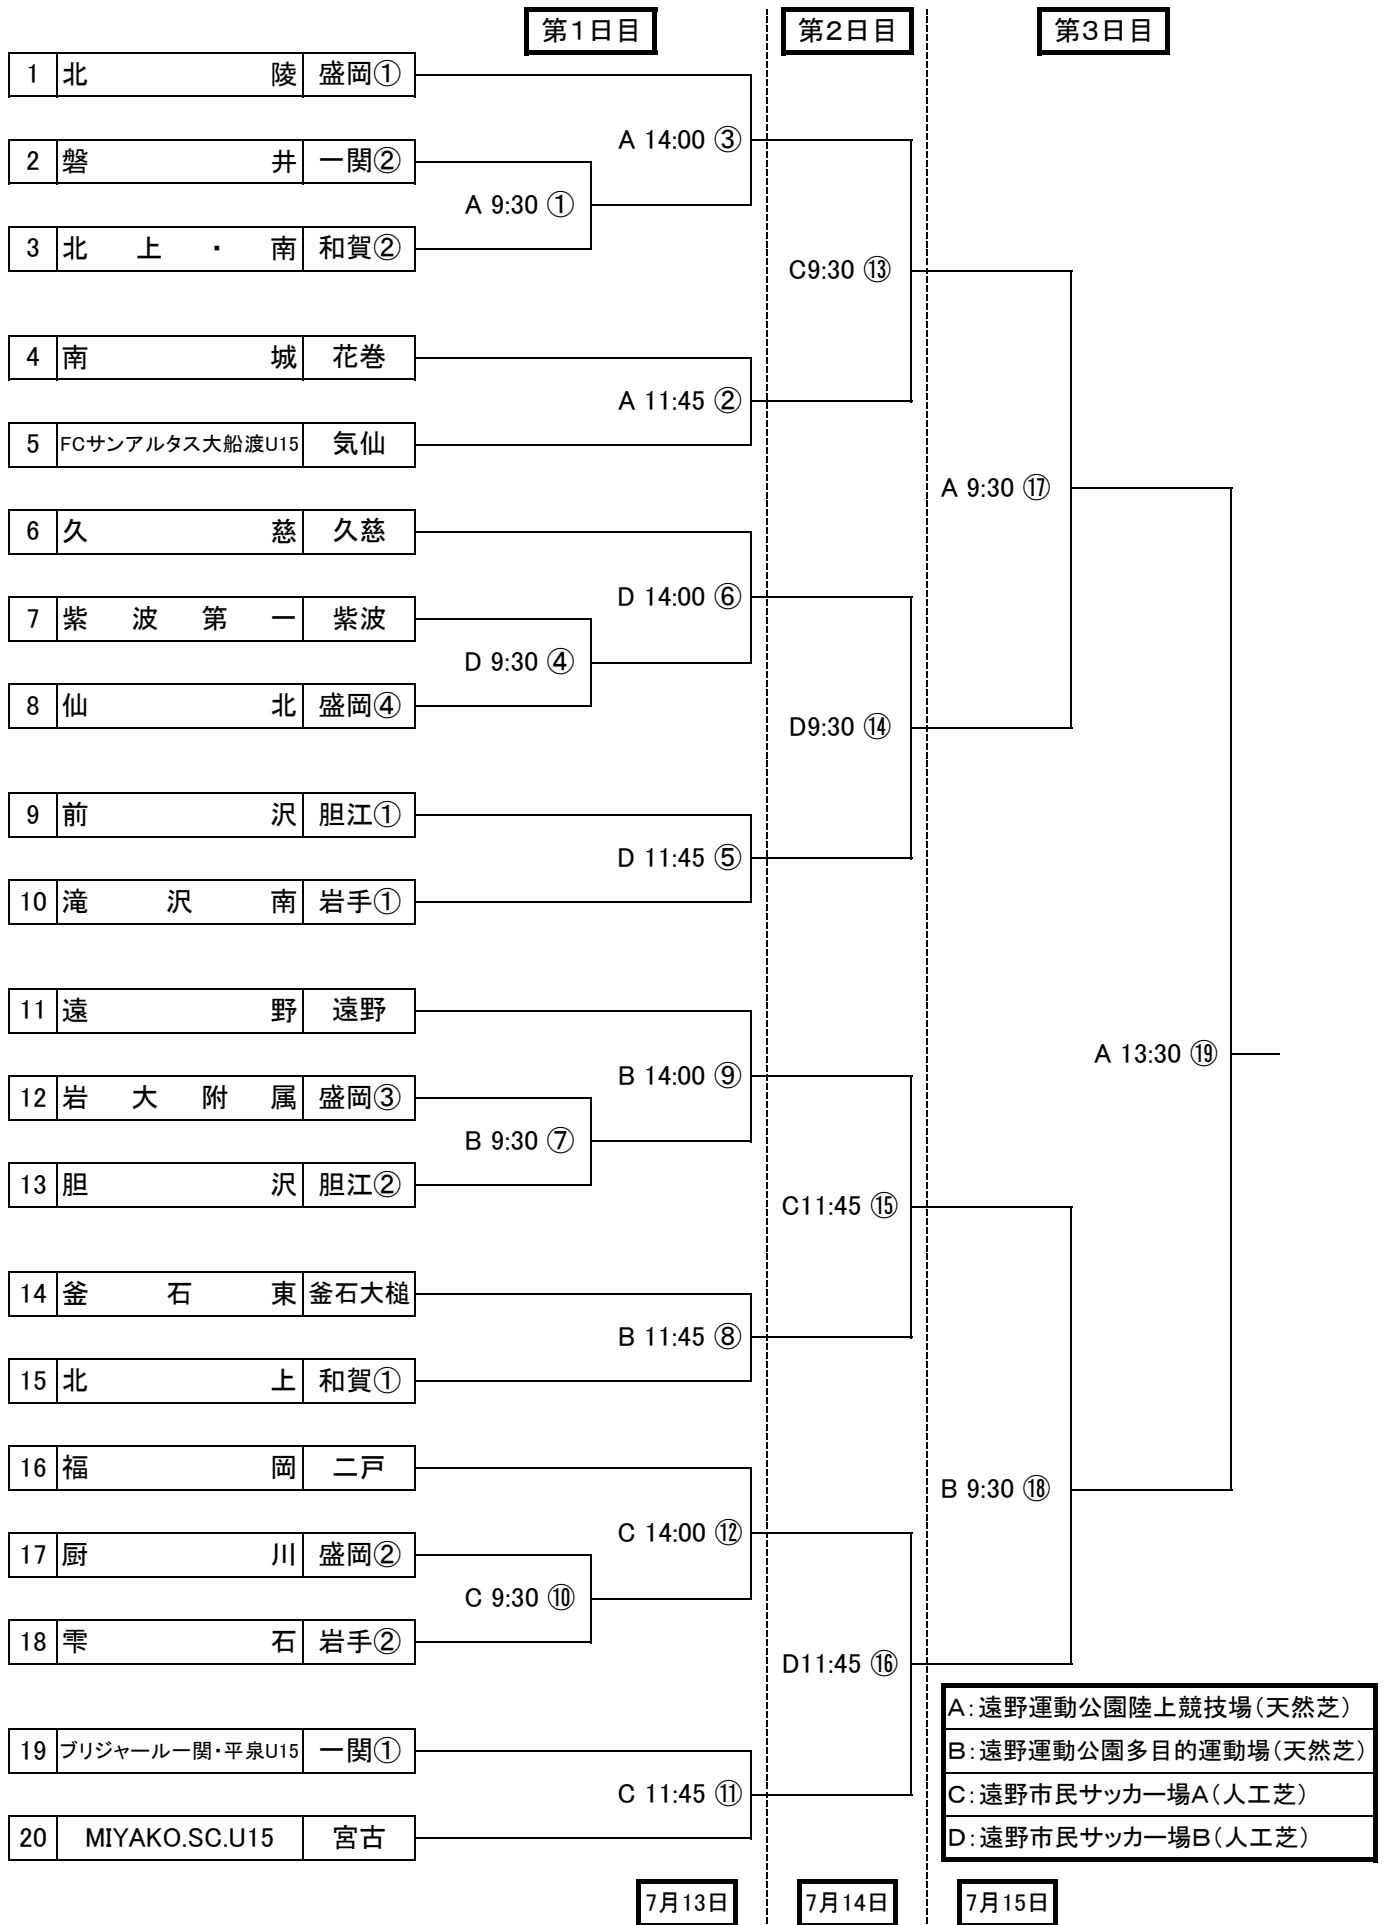 第１日目 第２日目 第３日目
1 北陵 盛岡①
A 14:00 ③
2 磐井 一関②
A 9:30 ①
3 北上・南 和賀②
C9:30 ⑬
4 南城 花巻
A 11:45 ②
5 FCサンアルタス大船渡U15 気仙
A 9:30 ⑰
6 久慈 久慈
D 14:00 ⑥
7 紫波第一 紫波
D 9:30 ④
8 仙北 盛岡④
D9:30 ⑭
9 前沢 胆江①
D 11:45 ⑤
10 滝沢南 岩手①
11 遠野 遠野
A 13:30 ⑲
B 14:00 ⑨
12 岩大附属 盛岡③
B 9:30 ⑦
13 胆沢 胆江②
C11:45 ⑮
14 釜石東 釜石大槌
B 11:45 ⑧
15 北上 和賀①
16 福岡 二戸
B 9:30 ⑱
C 14:00 ⑫
17 厨川 盛岡②
C 9:30 ⑩
18 雫石 岩手②
D11:45 ⑯
A：遠野運動公園陸上競技場（天然芝）
19 ブリジャール一関・平泉U15 一関①
B：遠野運動公園多目的運動場（天然芝）
C 11:45 ⑪
C：遠野市民サッカー場A（人工芝）
20 MIYAKO.SC.U15 宮古
D：遠野市民サッカー場B（人工芝）
7月13日 7月14日 7月15日